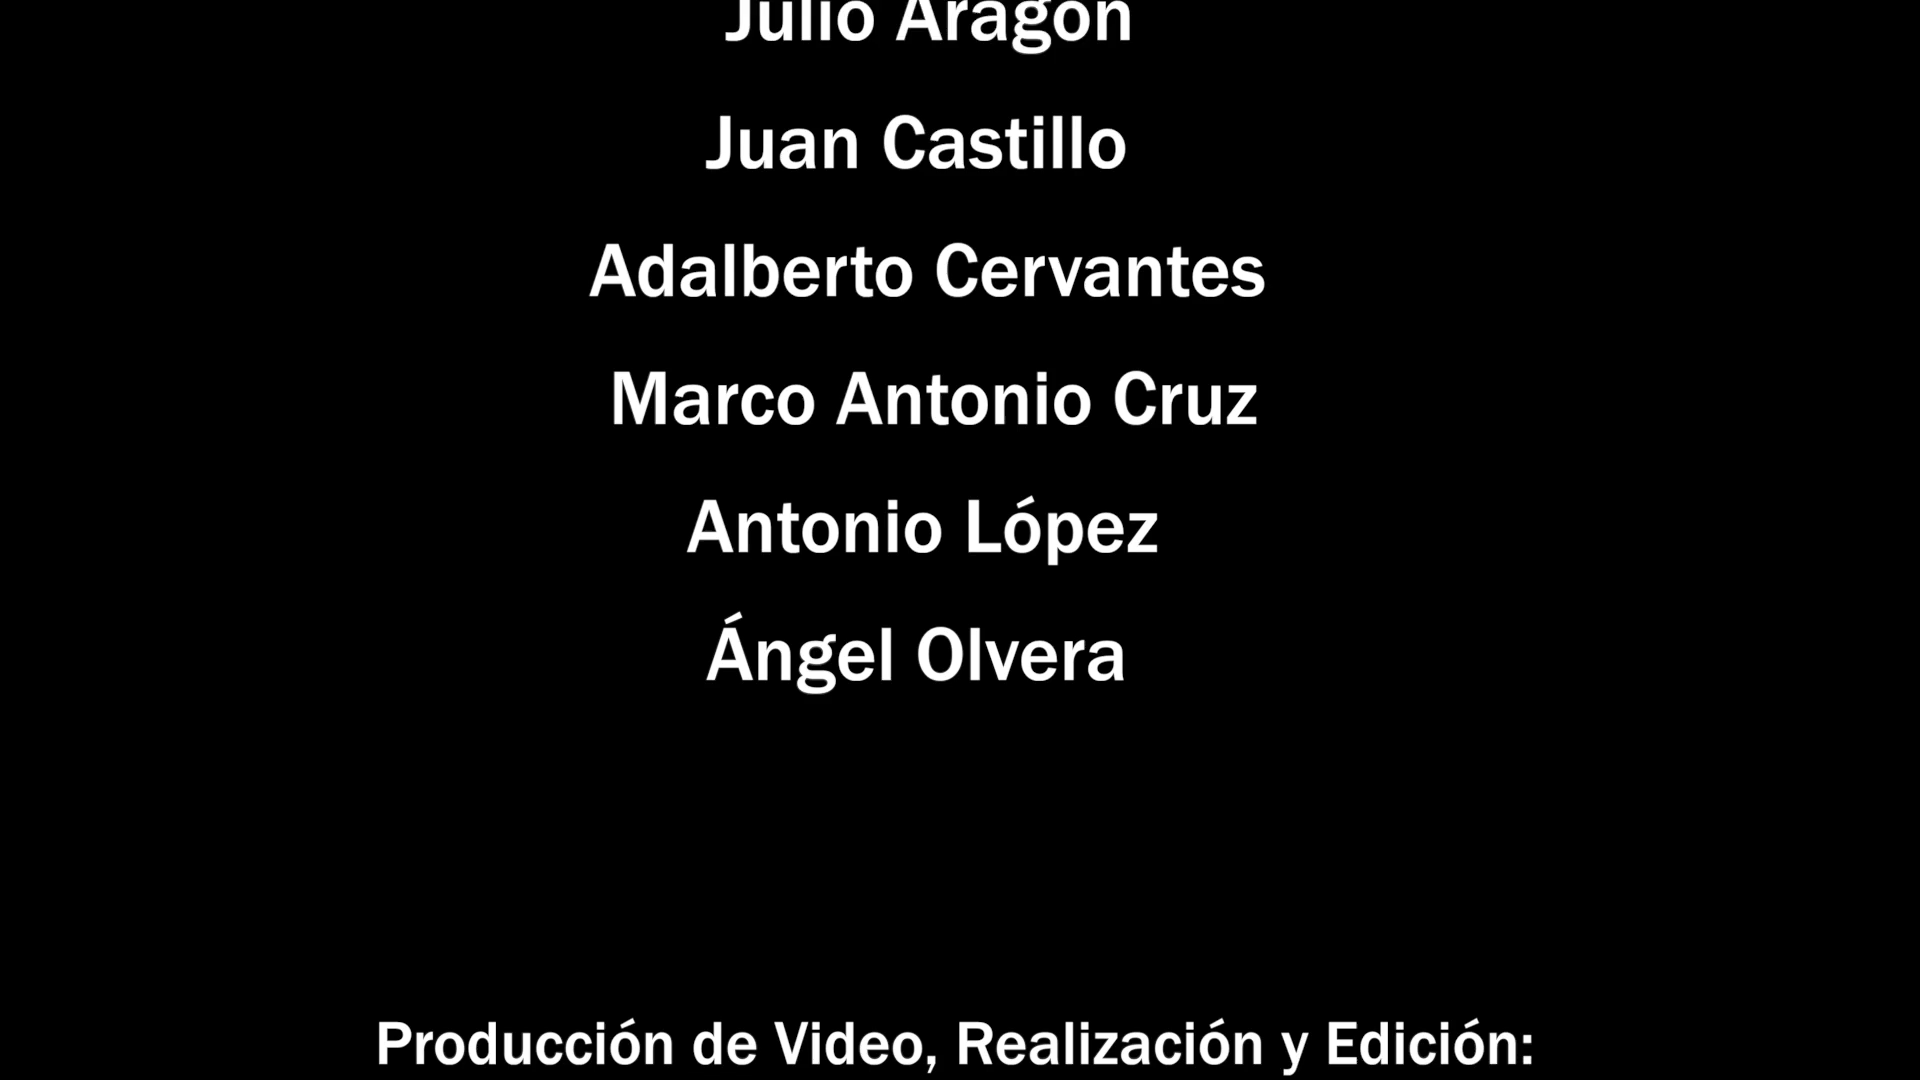 Julio Aragón
Juan Castillo
Adalberto Cervantes
Marco Antonio Cruz
Antonio López
Ángel Olvera
Producción de Video, Realización y Edición: